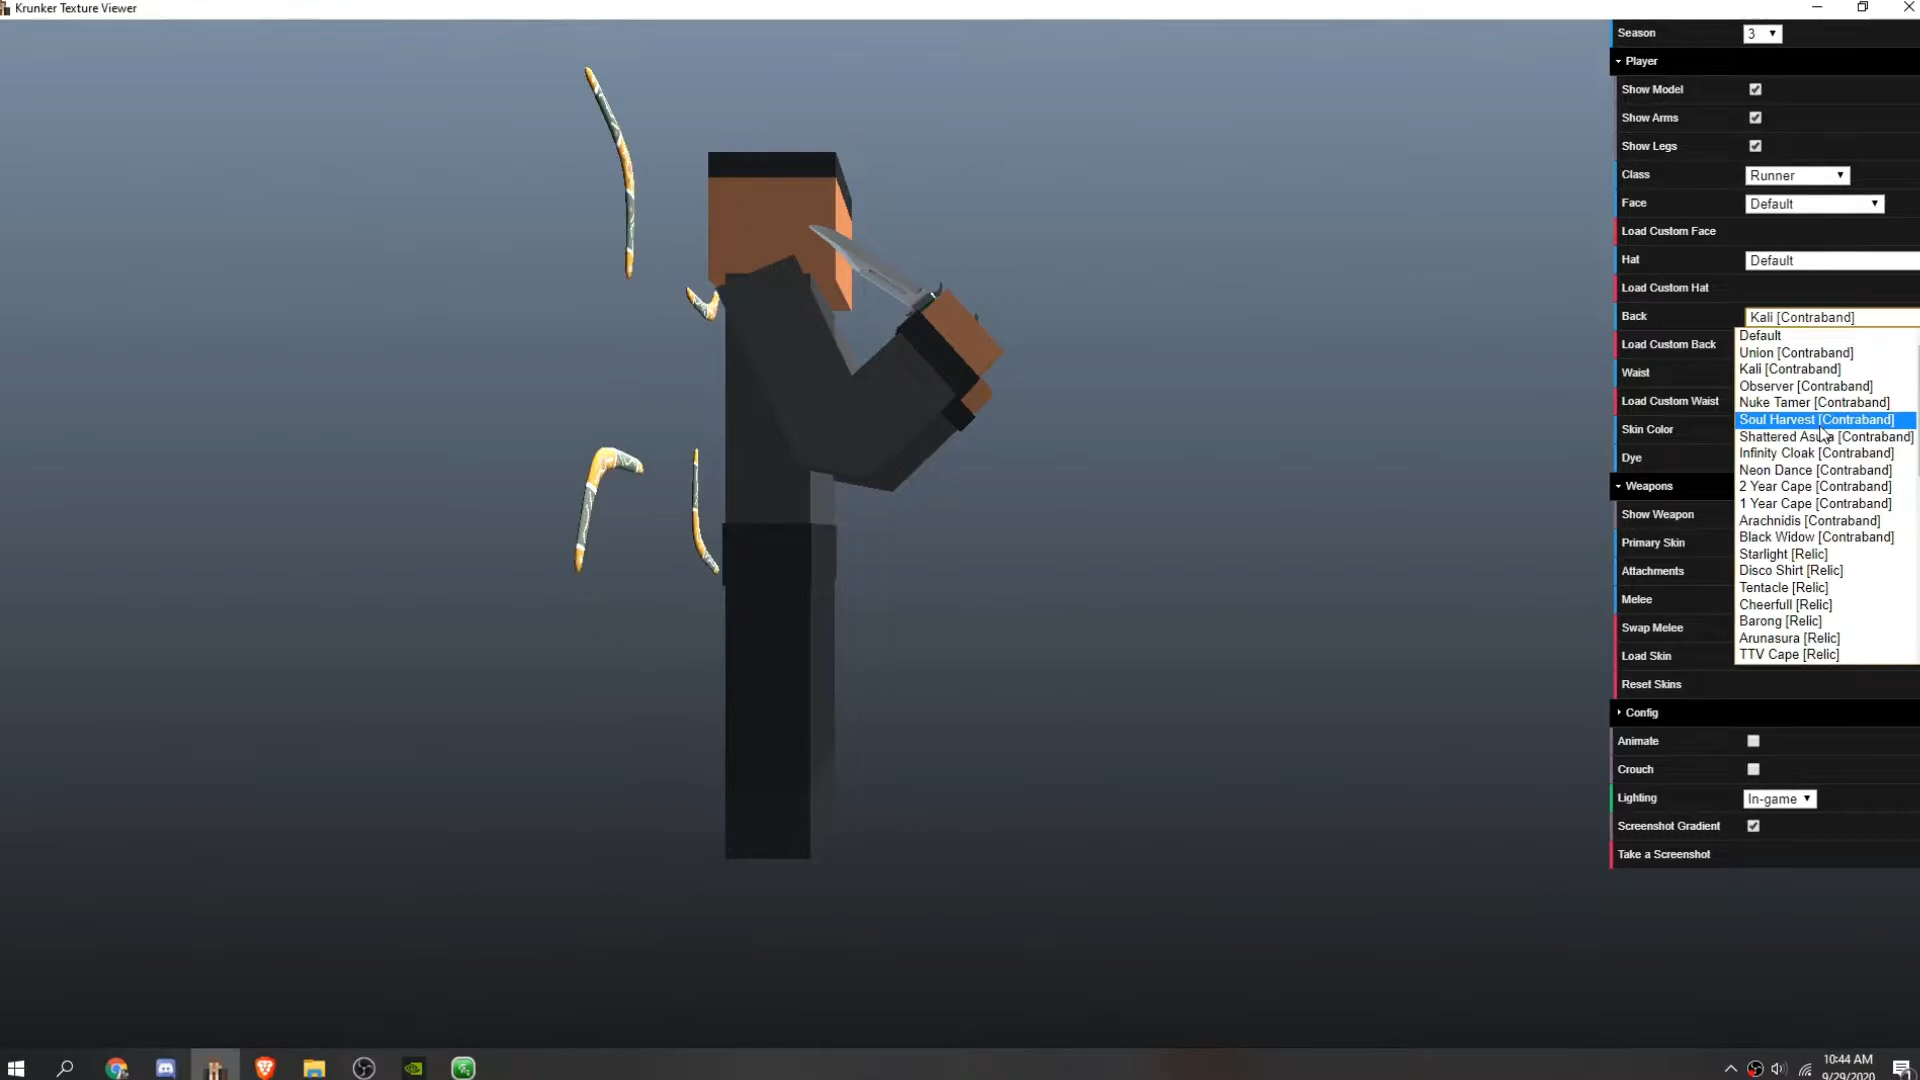 Krunker Texture Viewer
Season 3
Player
Show Model
Show Arms
Show Legs
Class Runner
Face Default
Load Custom Face
Hat Default
Load Custom Hat
Back Kali [Contraband]
Default
Load Custom Back
Union [Contraband]
Kali [Contraband]
Waist
Observer [Contraband]
Load Custom Waist
Nuke Tamer [Contraband]
Soul Harvest [Contraband]
Skin Color
Shattered Asura [Contraband]
Infinity Cloak [Contraband]
Dye
Neon Dance [Contraband]
Weapons
2 Year Cape [Contraband]
1 Year Cape [Contraband]
Show Weapon
Arachnidis [Contraband]
Primary Skin
Black Widow [Contraband]
Starlight [Relic]
Attachments
Disco Shirt [Relic]
Tentacle [Relic]
Melee
Cheerfull [Relic]
Swap Melee
Barong [Relic]
Arunasura [Relic]
Load Skin
TTV Cape [Relic]
Reset Skins
Config
Animate
Crouch
Lighting In-game
Screenshot Gradient
Take a Screenshot
10:44 AM
9/29/2020